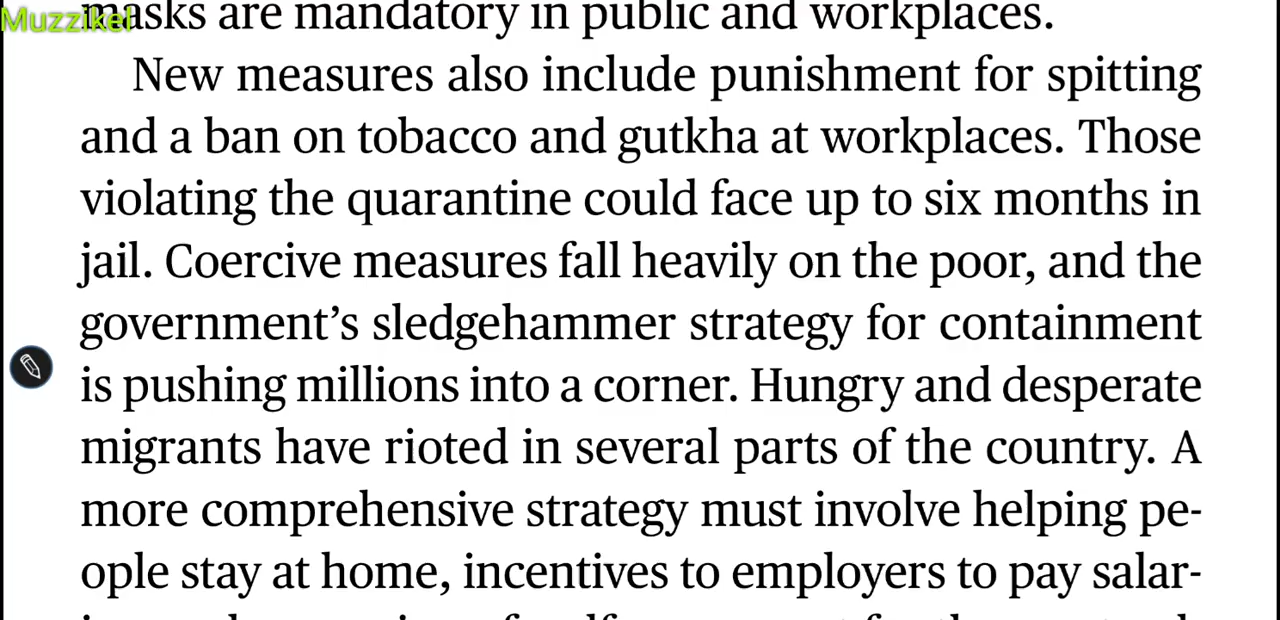 Muzzikel
masks are mandatory in public and workplaces.
New measures also include punishment for spitting
and a ban on tobacco and gutkha at workplaces. Those
violating the quarantine could face up to six months in
jail. Coercive measures fall heavily on the poor, and the
government’s sledgehammer strategy for containment
is pushing millions into a corner. Hungry and desperate
migrants have rioted in several parts of the country. A
more comprehensive strategy must involve helping pe-
ople stay at home, incentives to employers to pay salar-